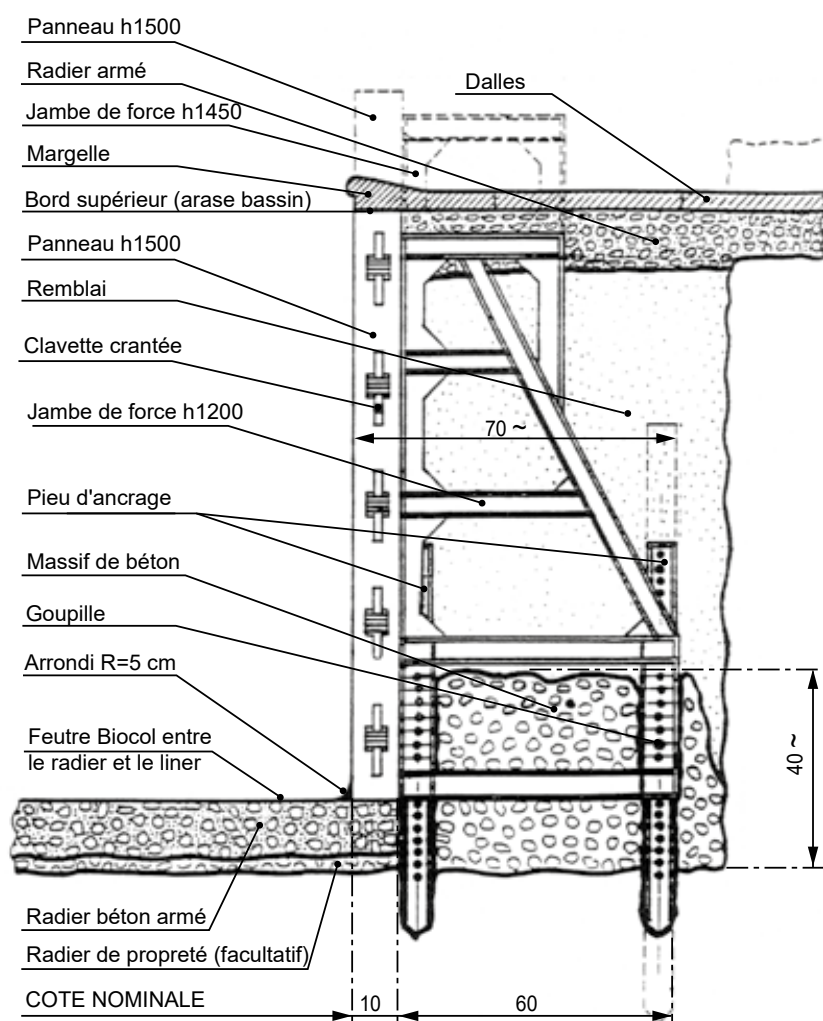 Panneau h1500
Radier armé
Dalles
Jambe de force h1450
Margelle
Bord supérieur (arase bassin)
Panneau h1500
Remblai
Clavette crantée
Jambe de force h1200
70 ~
Pieu d'ancrage
Massif de béton
Goupille
Arrondi R=5 cm
Feutre Biocol entre
le radier et le liner
40 ~
Radier béton armé
Radier de propreté (facultatif)
COTE NOMINALE
10
60